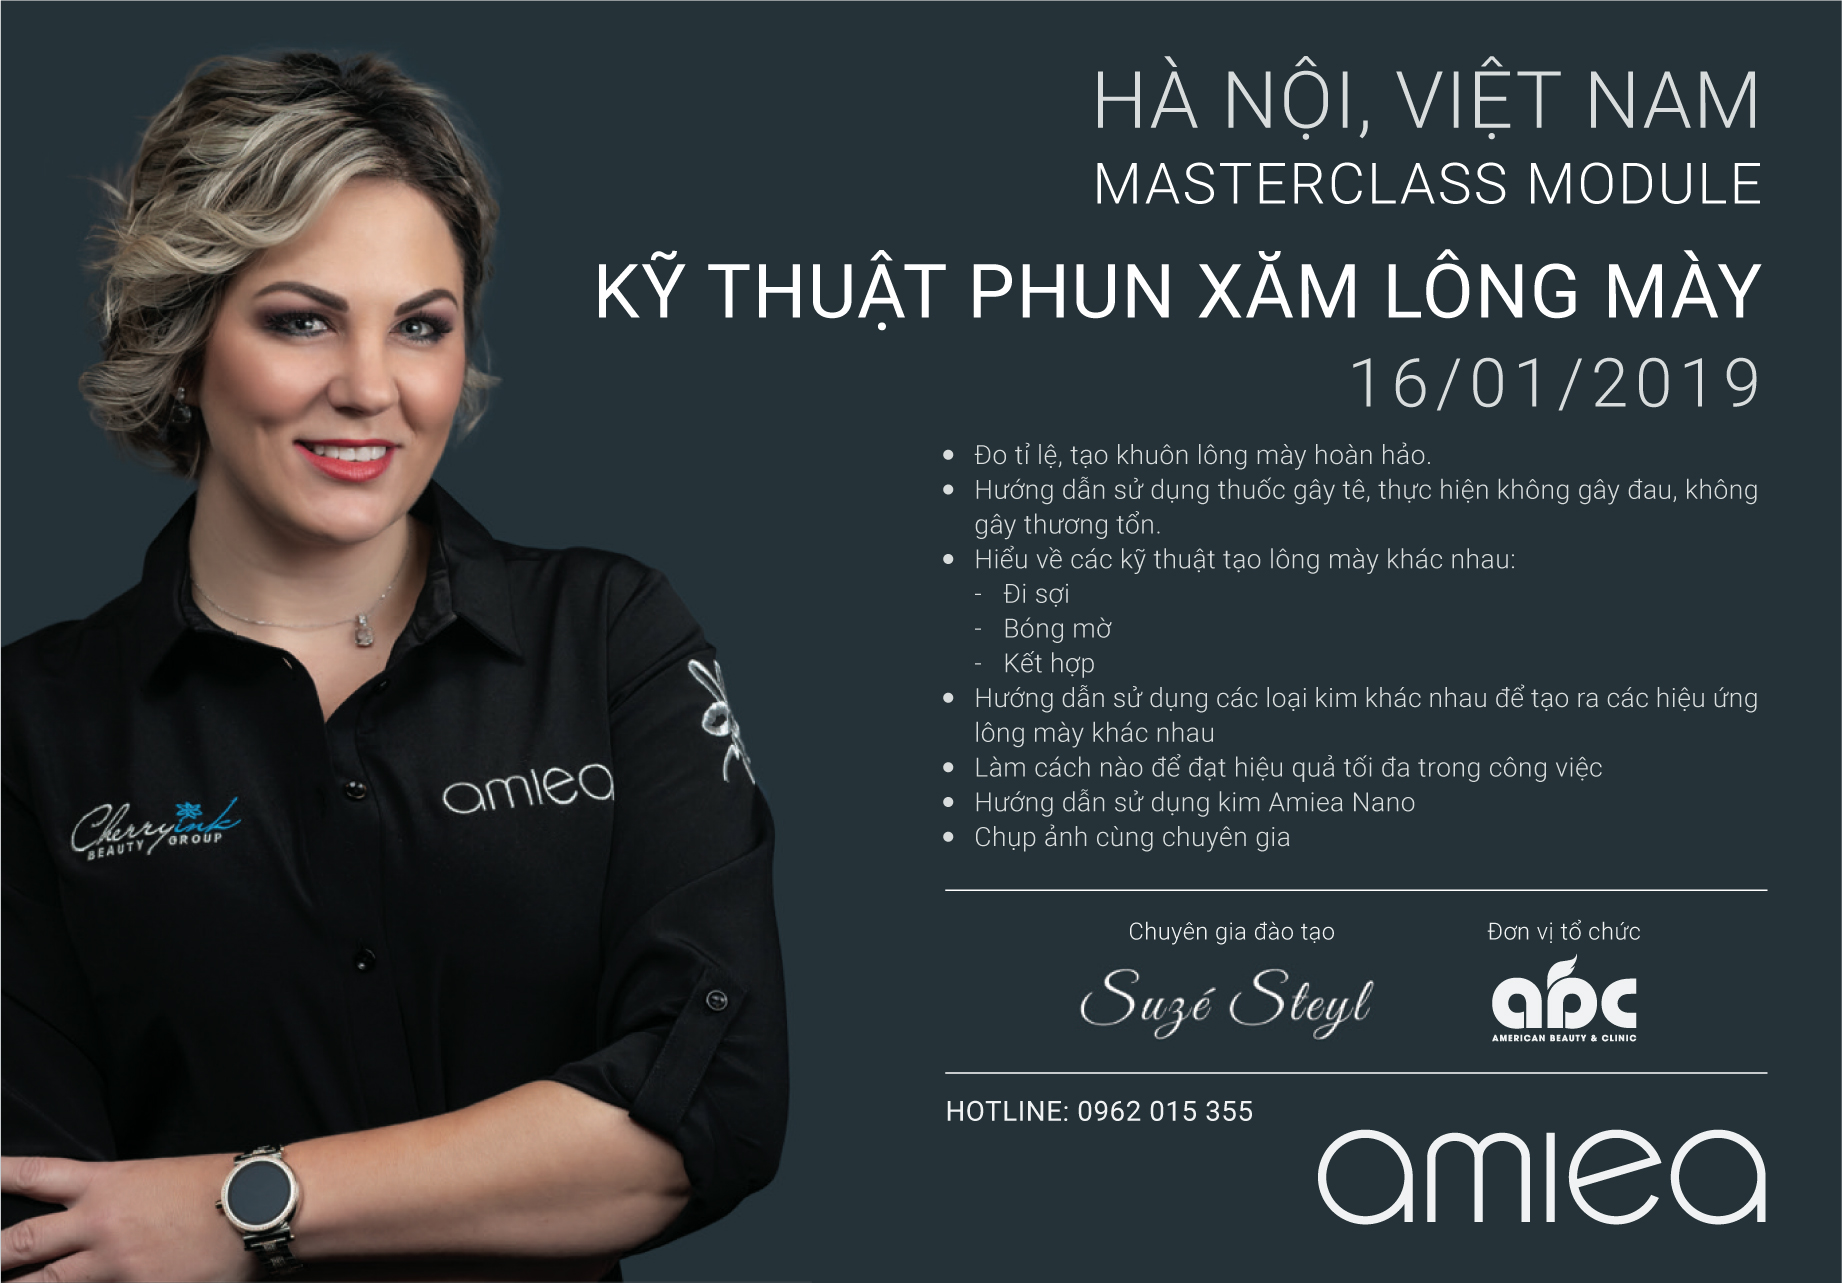 HÀ NỘI, VIỆT NAM
MASTERCLASS MODULE
KỸ THUẬT PHUN XĂM LÔNG MÀY
16/01/2019
• Đo tỉ lệ, tạo khuôn lông mày hoàn hảo.
• Hướng dẫn sử dụng thuốc gây tê, thực hiện không gây đau, không
gây thương tổn.
• Hiểu về các kỹ thuật tạo lông mày khác nhau:
- Đi sợi
- Bóng mờ
- Kết hợp
• Hướng dẫn sử dụng các loại kim khác nhau để tạo ra các hiệu ứng
lông mày khác nhau
• Làm cách nào để đạt hiệu quả tối đa trong công việc
• Hướng dẫn sử dụng kim Amiea Nano
• Chụp ảnh cùng chuyên gia
Chuyên gia đào tạo
Suzé Steyl
Đơn vị tổ chức
abc
AMERICAN BEAUTY & CLINIC
HOTLINE: 0962 015 355
amiea
amiea
Cherryink
BEAUTY GROUP